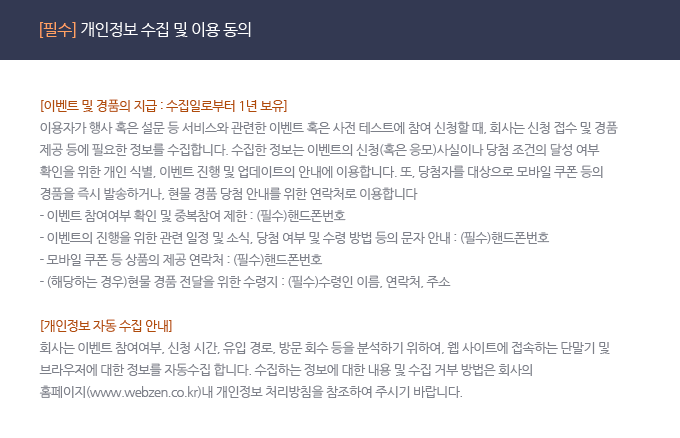 [필수] 개인정보 수집 및 이용 동의
[이벤트 및 경품의 지급 : 수집일로부터 1년 보유]
이용자가 행사 혹은 설문 등 서비스와 관련한 이벤트 혹은 사전 테스트에 참여 신청할 때, 회사는 신청 접수 및 경품
제공 등에 필요한 정보를 수집합니다. 수집한 정보는 이벤트의 신청(혹은 응모)사실이나 당첨 조건의 달성 여부
확인을 위한 개인 식별, 이벤트 진행 및 업데이트의 안내에 이용합니다. 또, 당첨자를 대상으로 모바일 쿠폰 등의
경품을 즉시 발송하거나, 현물 경품 당첨 안내를 위한 연락처로 이용합니다
- 이벤트 참여여부 확인 및 중복참여 제한 : (필수)핸드폰번호
- 이벤트의 진행을 위한 관련 일정 및 소식, 당첨 여부 및 수령 방법 등의 문자 안내 : (필수)핸드폰번호
- 모바일 쿠폰 등 상품의 제공 연락처 : (필수)핸드폰번호
- (해당하는 경우)현물 경품 전달을 위한 수령지 : (필수)수령인 이름, 연락처, 주소
[개인정보 자동 수집 안내]
회사는 이벤트 참여여부, 신청 시간, 유입 경로, 방문 회수 등을 분석하기 위하여, 웹 사이트에 접속하는 단말기 및
브라우저에 대한 정보를 자동수집 합니다. 수집하는 정보에 대한 내용 및 수집 거부 방법은 회사의
홈페이지(www.webzen.co.kr)내 개인정보 처리방침을 참조하여 주시기 바랍니다.